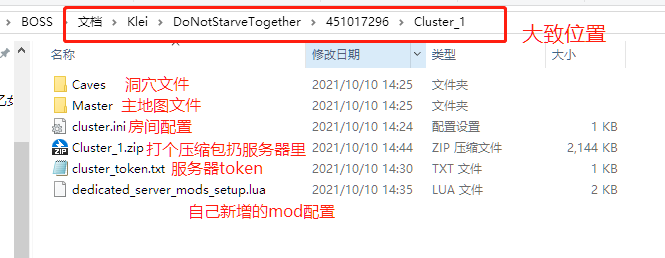 BOSS > 文档 > Klei > DoNotStarveTogether > 451017296 > Cluster_1
大致位置
名称 修改日期 类型 大小
Caves 洞穴文件 2021/10/10 14:25 文件夹
Master 主地图文件 2021/10/10 14:25 文件夹
cluster.ini 房间配置 2021/10/10 14:24 配置设置 1 KB
Cluster_1.zip 打个压缩包扔服务器里 2021/10/10 14:44 ZIP 压缩文件 2,144 KB
cluster_token.txt 服务器token 2021/10/10 14:30 TXT 文件 1 KB
dedicated_server_mods_setup.lua 2021/10/10 14:35 LUA 文件 2 KB
自己新增的mod配置